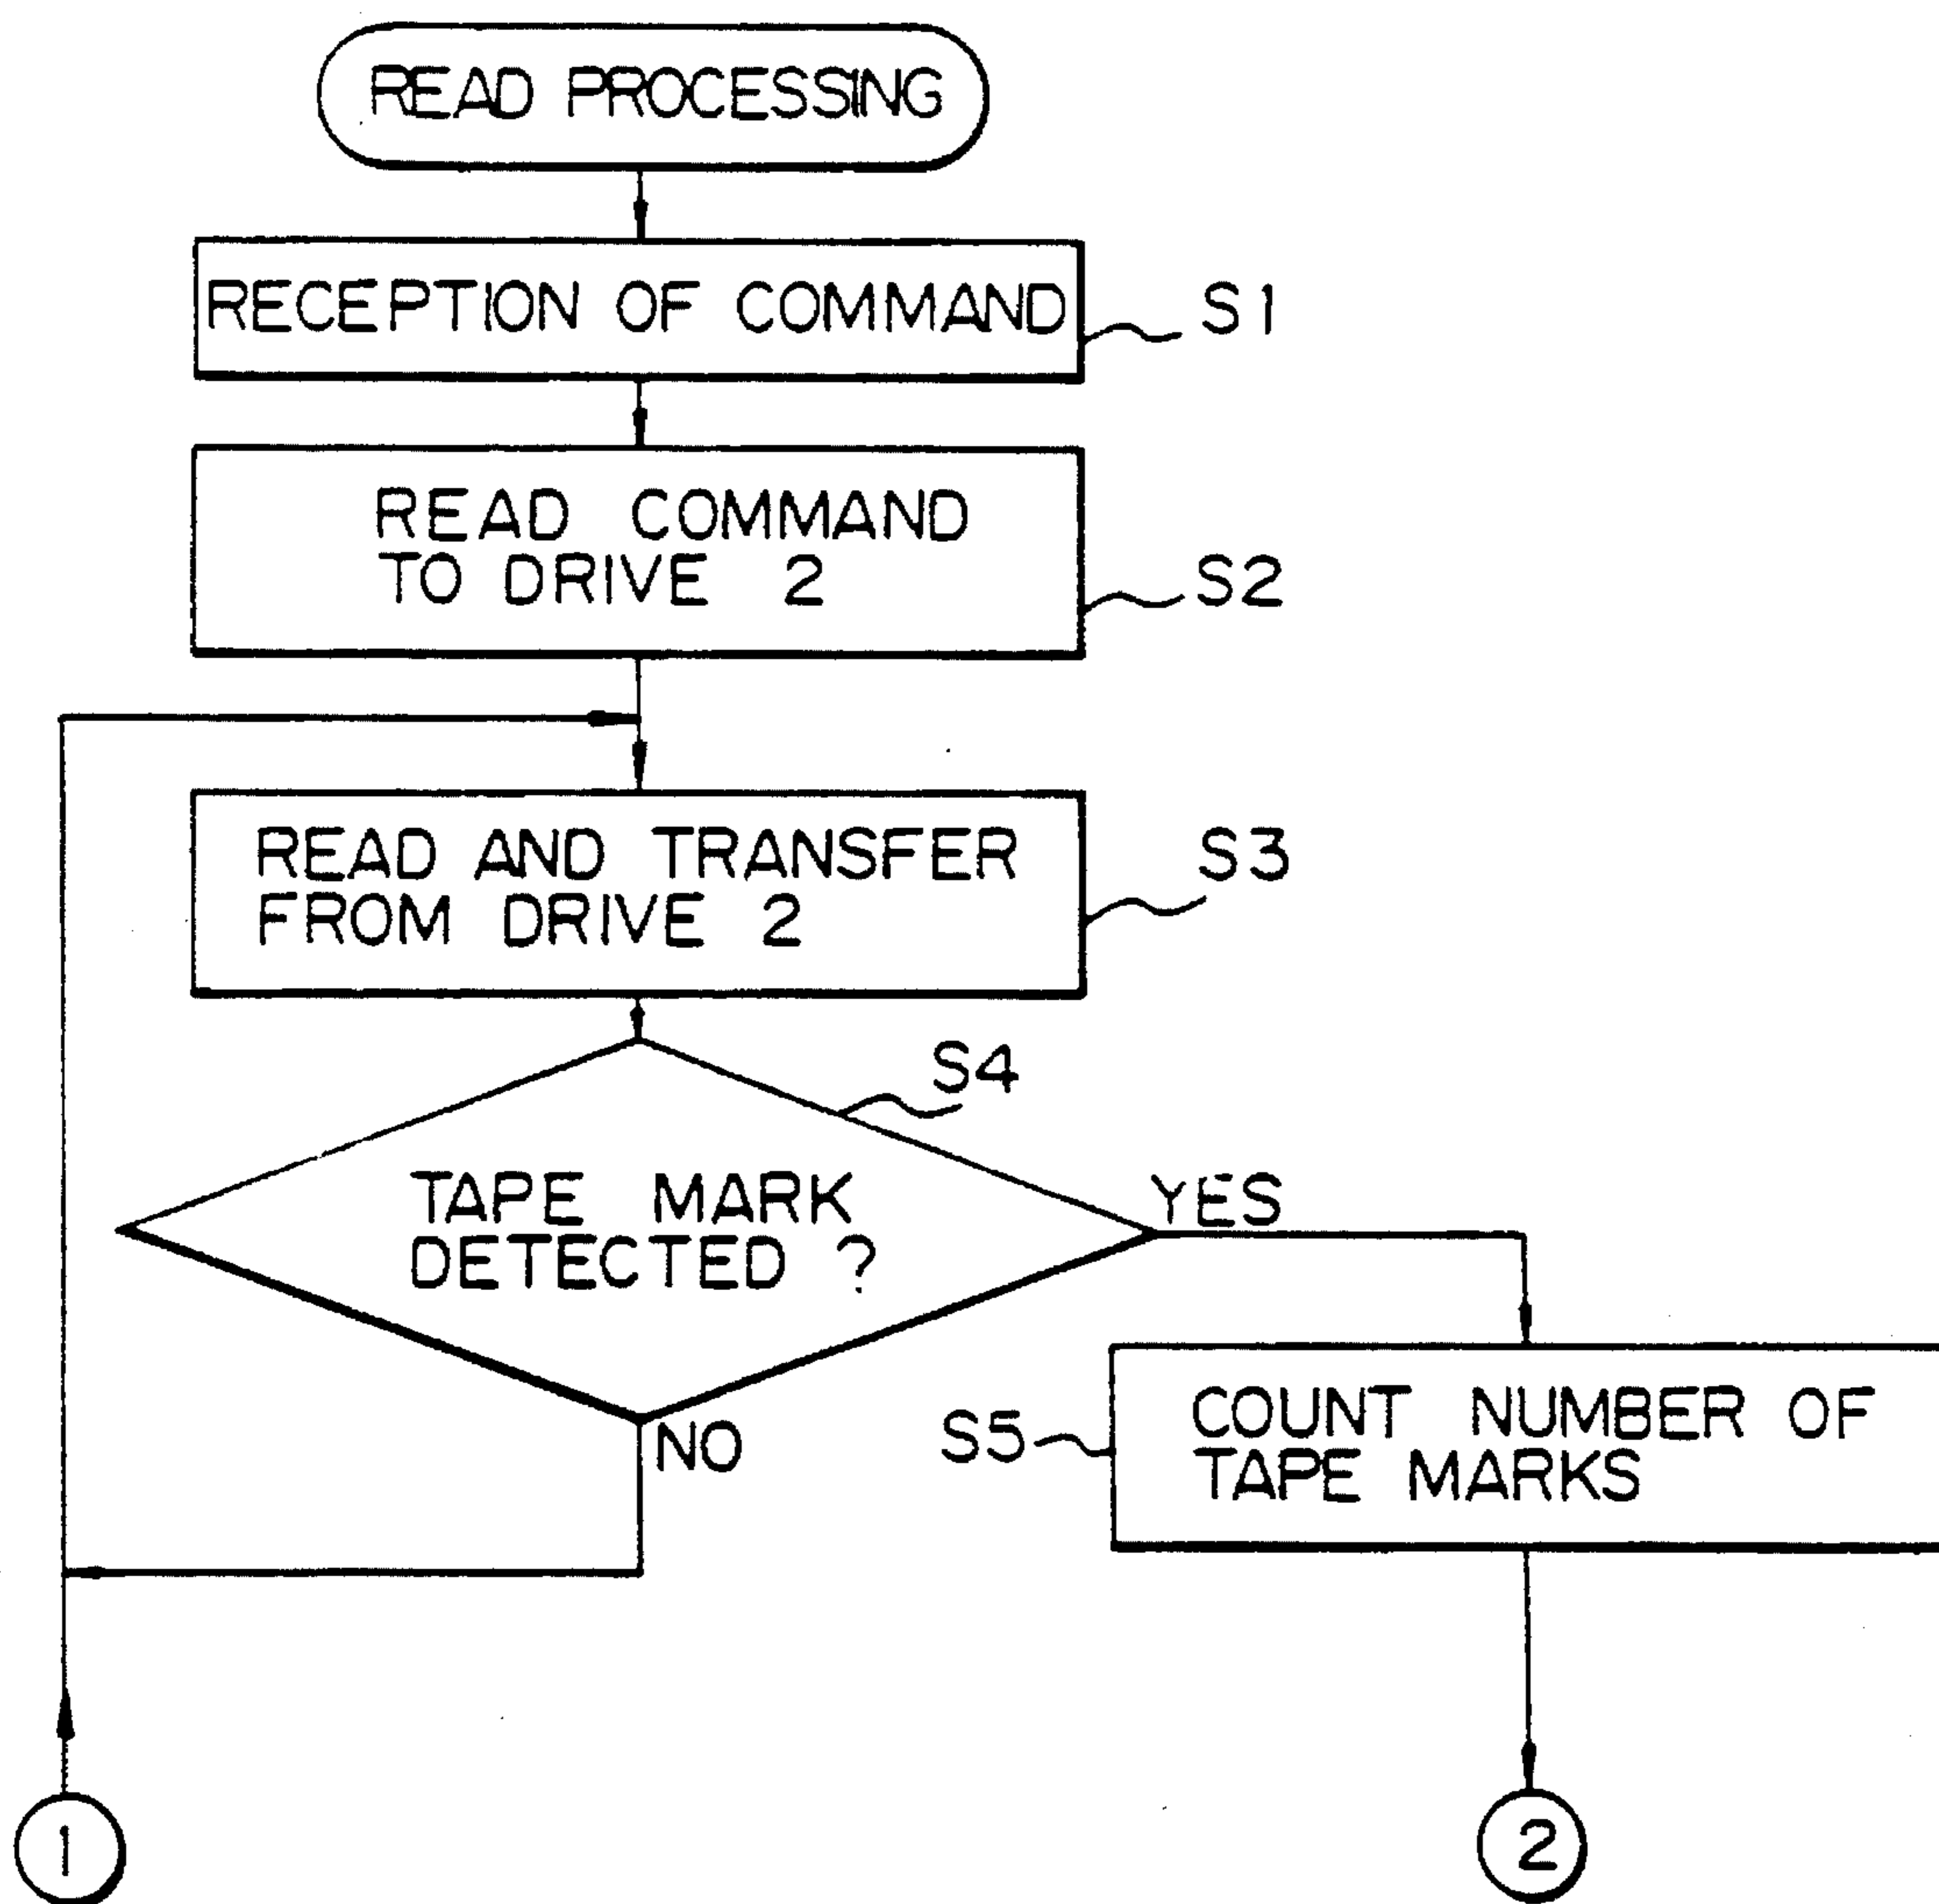 READ PROCESSING
RECEPTION OF COMMAND
S1
READ COMMAND
TO DRIVE 2
S2
READ AND TRANSFER
FROM DRIVE 2
S3
S4
TAPE MARK
DETECTED ?
YES
NO
S5
COUNT NUMBER OF
TAPE MARKS
1
2